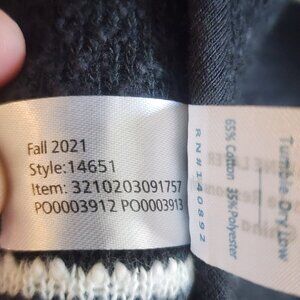 Fall 2021
Style:14651
Item: 3210203091757
PO0003912 PO0003913
Tumble Dry Low
65% Cotton 35% Polyester
RN#140892